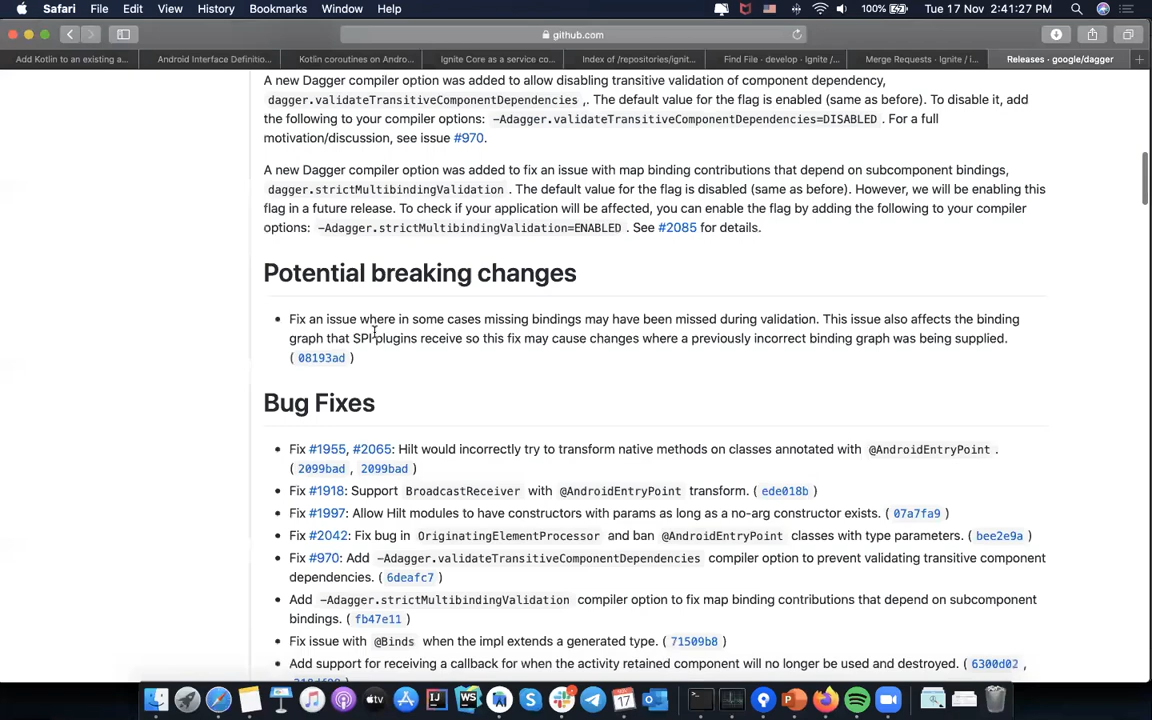 Safari File Edit View History Bookmarks Window Help 100% Tue 17 Nov 2:41:27 PM
github.com
Add Kotlin to an existing a... Android Interface Definitio... Kotlin coroutines on Andro... Ignite Core as a service co... Index of /repositories/ignit... Find File · develop · Ignite /... Merge Requests · Ignite / i... Releases · google/dagger
A new Dagger compiler option was added to allow disabling transitive validation of component dependency,
dagger.validateTransitiveComponentDependencies ,. The default value for the flag is enabled (same as before). To disable it, add
the following to your compiler options: -Adagger.validateTransitiveComponentDependencies=DISABLED . For a full
motivation/discussion, see issue #970.
A new Dagger compiler option was added to fix an issue with map binding contributions that depend on subcomponent bindings,
dagger.strictMultibindingValidation . The default value for the flag is disabled (same as before). However, we will be enabling this
flag in a future release. To check if your application will be affected, you can enable the flag by adding the following to your compiler
options: -Adagger.strictMultibindingValidation=ENABLED . See #2085 for details.
Potential breaking changes
• Fix an issue where in some cases missing bindings may have been missed during validation. This issue also affects the binding
graph that SPI plugins receive so this fix may cause changes where a previously incorrect binding graph was being supplied.
( 08193ad )
Bug Fixes
• Fix #1955, #2065: Hilt would incorrectly try to transform native methods on classes annotated with @AndroidEntryPoint .
( 2099bad , 2099bad )
• Fix #1918: Support BroadcastReceiver with @AndroidEntryPoint transform. ( ede018b )
• Fix #1997: Allow Hilt modules to have constructors with params as long as a no-arg constructor exists. ( 07a7fa9 )
• Fix #2042: Fix bug in OriginatingElementProcessor and ban @AndroidEntryPoint classes with type parameters. ( bee2e9a )
• Fix #970: Add -Adagger.validateTransitiveComponentDependencies compiler option to prevent validating transitive component
dependencies. ( 6deafc7 )
• Add -Adagger.strictMultibindingValidation compiler option to fix map binding contributions that depend on subcomponent
bindings. ( fb47e11 )
• Fix issue with @Binds when the impl extends a generated type. ( 71509b8 )
• Add support for receiving a callback for when the activity retained component will no longer be used and destroyed. ( 6300d02 ,